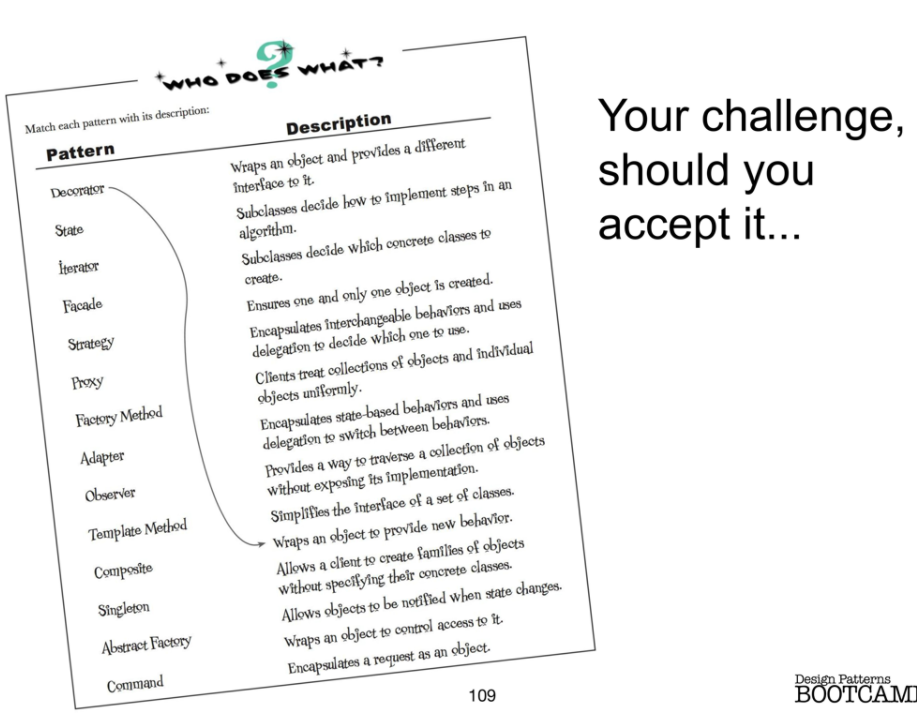 WHO DOES WHAT?
Match each pattern with its description:
Pattern
Description
Decorator
State
Iterator
Facade
Strategy
Proxy
Factory Method
Adapter
Observer
Template Method
Composite
Singleton
Abstract Factory
Command
Wraps an object and provides a different
interface to it.
Subclasses decide how to implement steps in an
algorithm.
Subclasses decide which concrete classes to
create.
Ensures one and only one object is created.
Encapsulates interchangeable behaviors and uses
delegation to decide which one to use.
Clients treat collections of objects and individual
objects uniformly.
Encapsulates state-based behaviors and uses
delegation to switch between behaviors.
Provides a way to traverse a collection of objects
without exposing its implementation.
Simplifies the interface of a set of classes.
Wraps an object to provide new behavior.
Allows a client to create families of objects
without specifying their concrete classes.
Allows objects to be notified when state changes.
Wraps an object to control access to it.
Encapsulates a request as an object.
Your challenge,
should you
accept it...
109
Design Patterns
BOOTCAMP